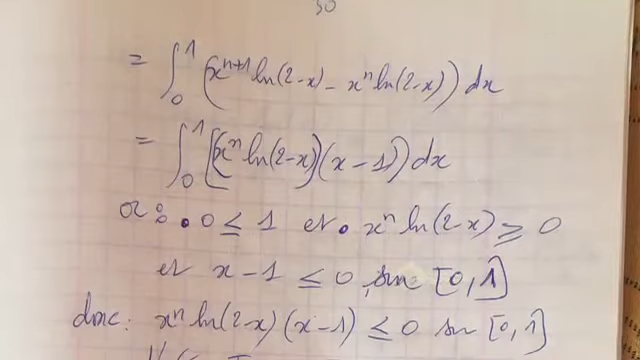 30
= ∫₀¹ (xⁿ⁺¹ ln(2-x) - xⁿ ln(2-x)) dx
= ∫₀¹ [(xⁿ ln(2-x))(x-1)] dx
or : • 0 ≤ 1 et • xⁿ ln(2-x) ≥ 0
et x-1 ≤ 0 sur [0,1]
donc: xⁿ ln(2-x) (x-1) ≤ 0 sur [0,1]